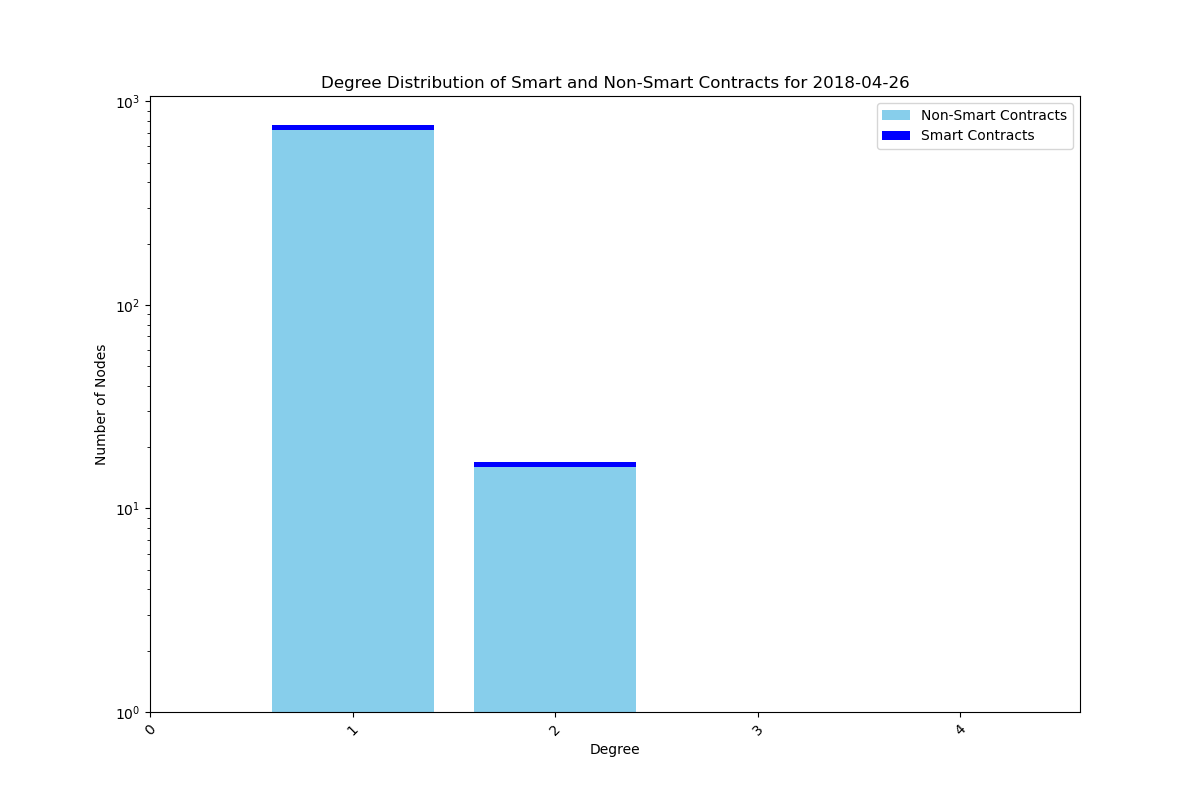 Degree Distribution of Smart and Non-Smart Contracts for 2018-04-26
Non-Smart Contracts
Smart Contracts
Number of Nodes
10³
10²
10¹
10⁰
0 1 2 3 4
Degree